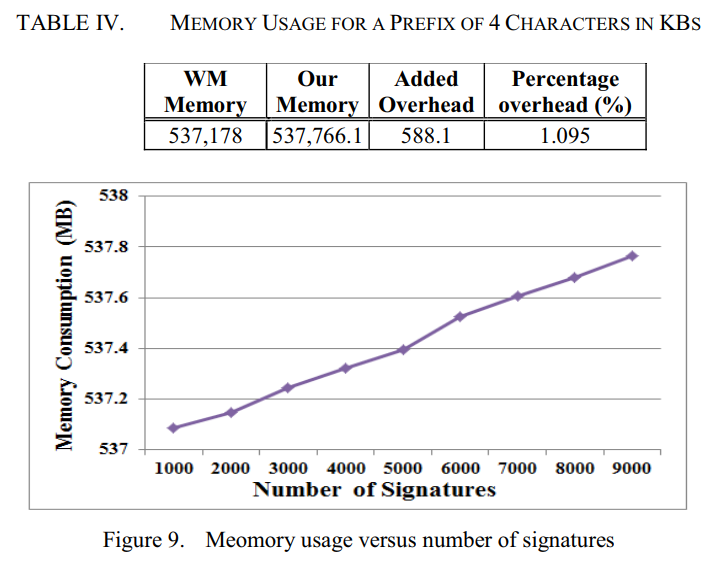 TABLE IV. MEMORY USAGE FOR A PREFIX OF 4 CHARACTERS IN KBS
WM Memory Our Memory Added Overhead Percentage overhead (%)
537,178 537,766.1 588.1 1.095
Memory Consumption (MB)
538
537.8
537.6
537.4
537.2
537
1000 2000 3000 4000 5000 6000 7000 8000 9000
Number of Signatures
Figure 9. Meomory usage versus number of signatures